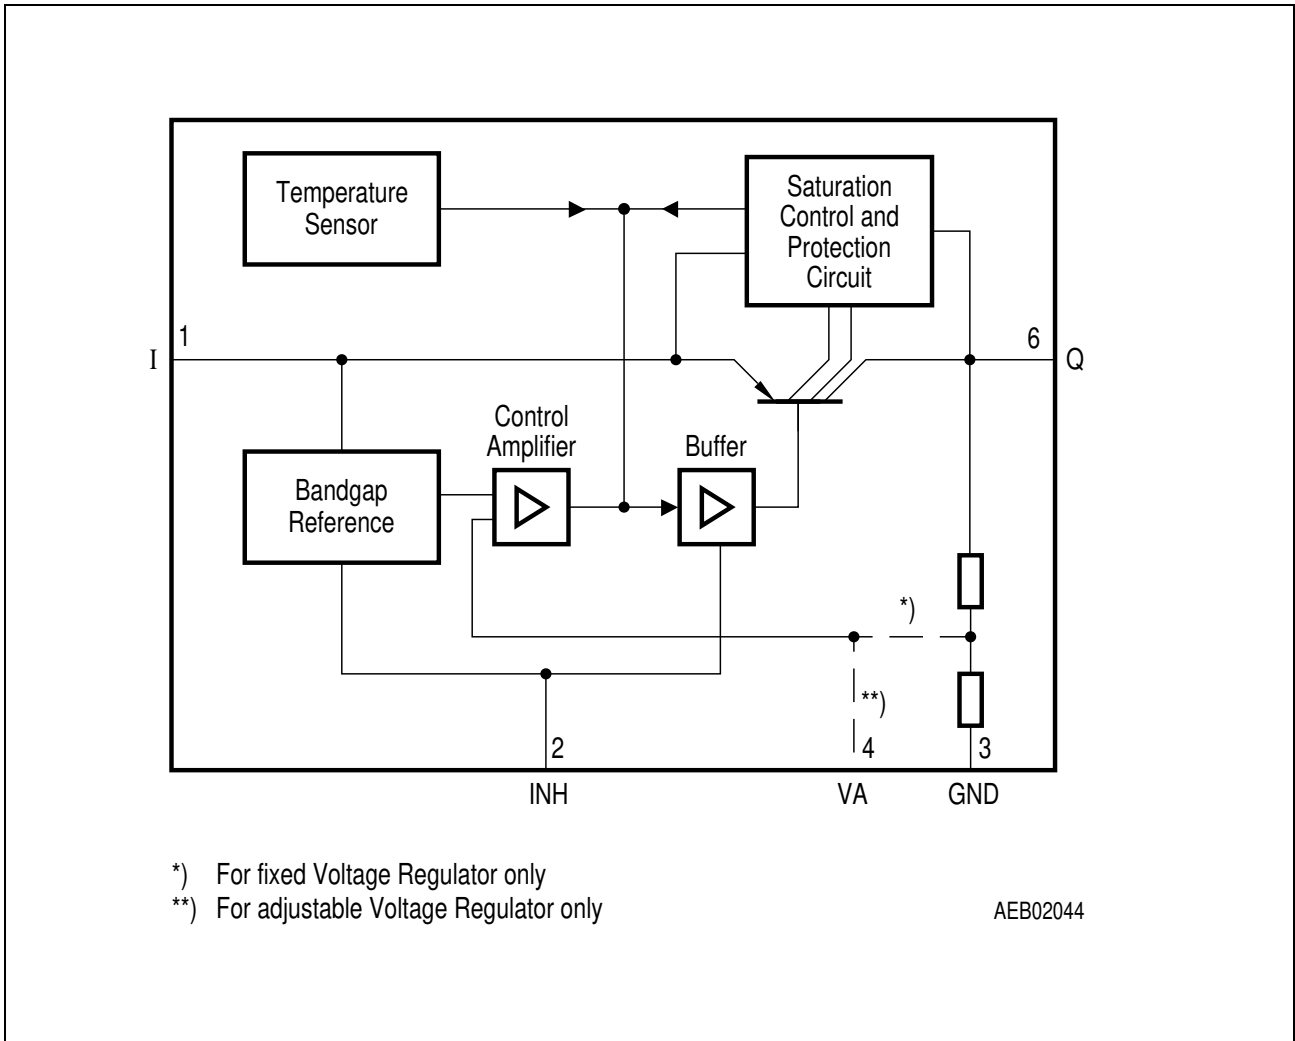 Temperature
Sensor
Saturation
Control and
Protection
Circuit
1
I
6
Q
Control
Amplifier
Buffer
Bandgap
Reference
*)
**)
2
4
3
INH
VA
GND
*) For fixed Voltage Regulator only
**) For adjustable Voltage Regulator only
AEB02044